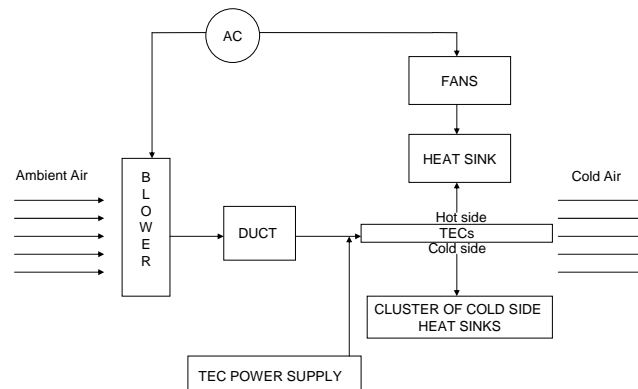 AC
FANS
Ambient Air
BLOWER
HEAT SINK
Cold Air
Hot side
DUCT
TECs
Cold side
CLUSTER OF COLD SIDE
HEAT SINKS
TEC POWER SUPPLY